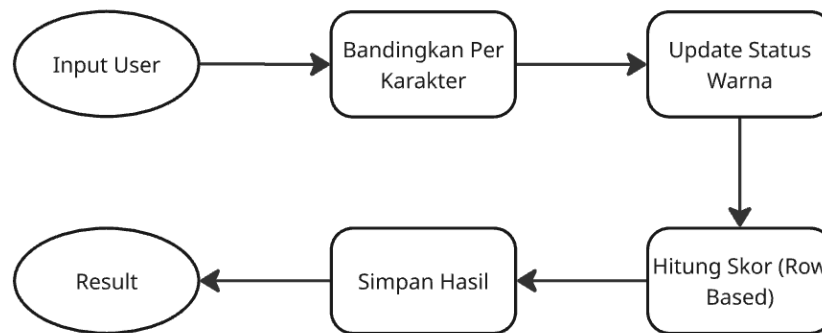 Input User
Bandingkan Per
Karakter
Update Status
Warna
Hitung Skor (Row
Based)
Simpan Hasil
Result